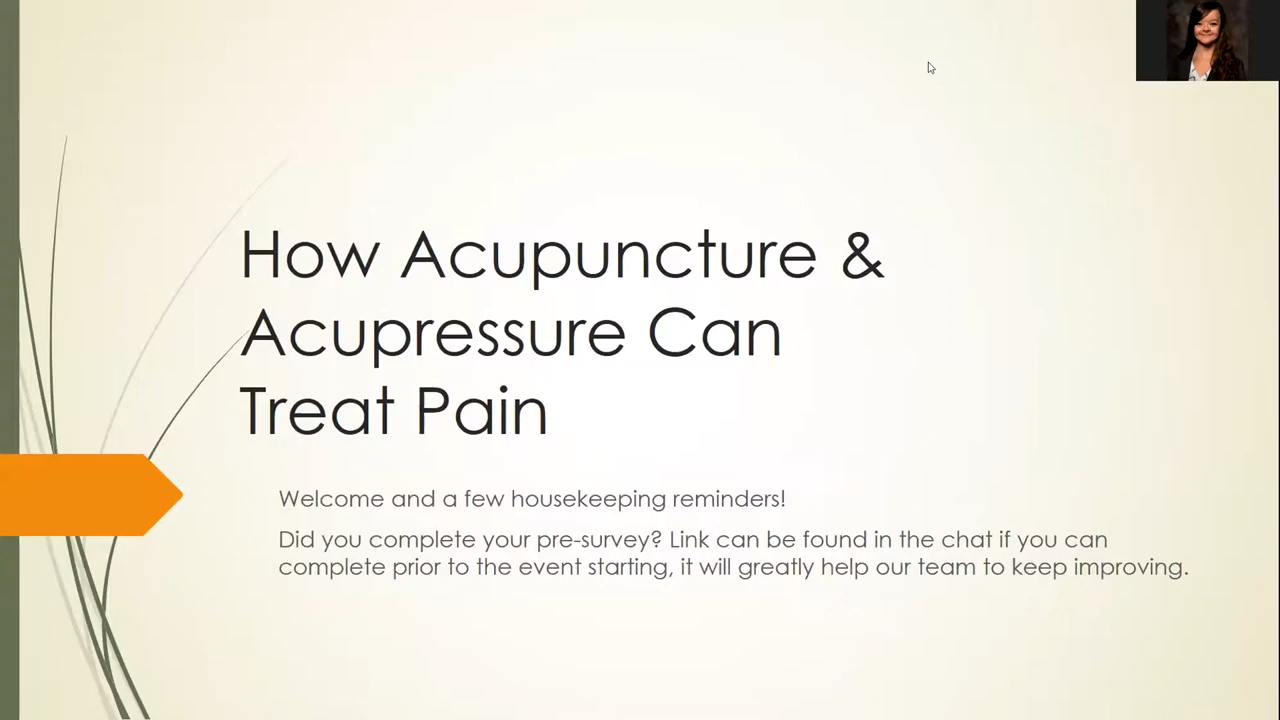 How Acupuncture &
Acupressure Can
Treat Pain
Welcome and a few housekeeping reminders!
Did you complete your pre-survey? Link can be found in the chat if you can
complete prior to the event starting, it will greatly help our team to keep improving.